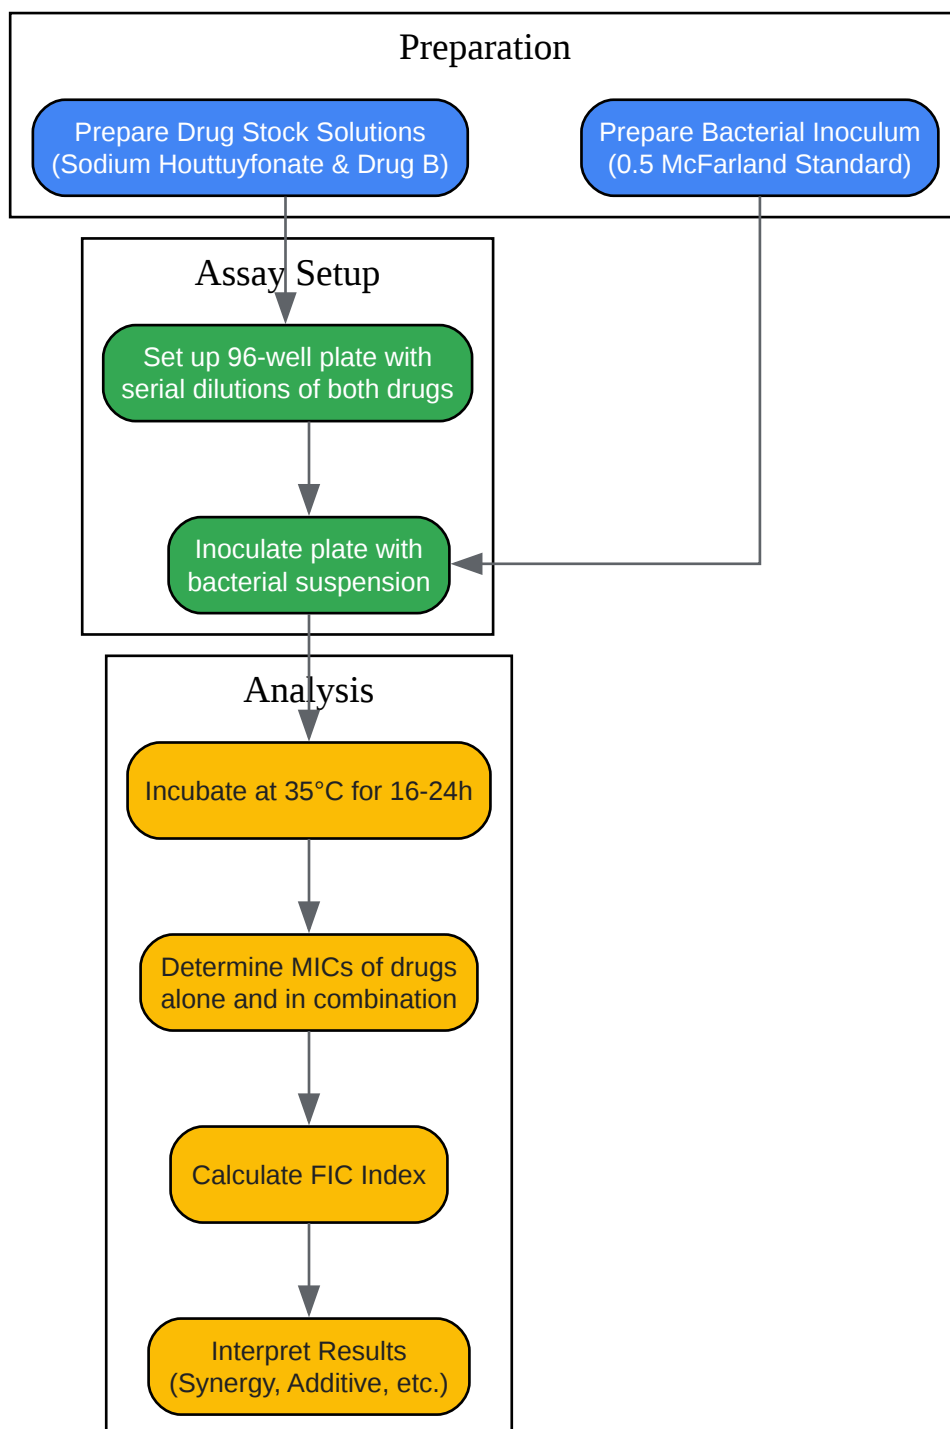 Preparation
Prepare Drug Stock Solutions
(Sodium Houttuyfonate & Drug B)
Prepare Bacterial Inoculum
(0.5 McFarland Standard)
Assay Setup
Set up 96-well plate with
serial dilutions of both drugs
Inoculate plate with
bacterial suspension
Analysis
Incubate at 35°C for 16-24h
Determine MICs of drugs
alone and in combination
Calculate FIC Index
Interpret Results
(Synergy, Additive, etc.)